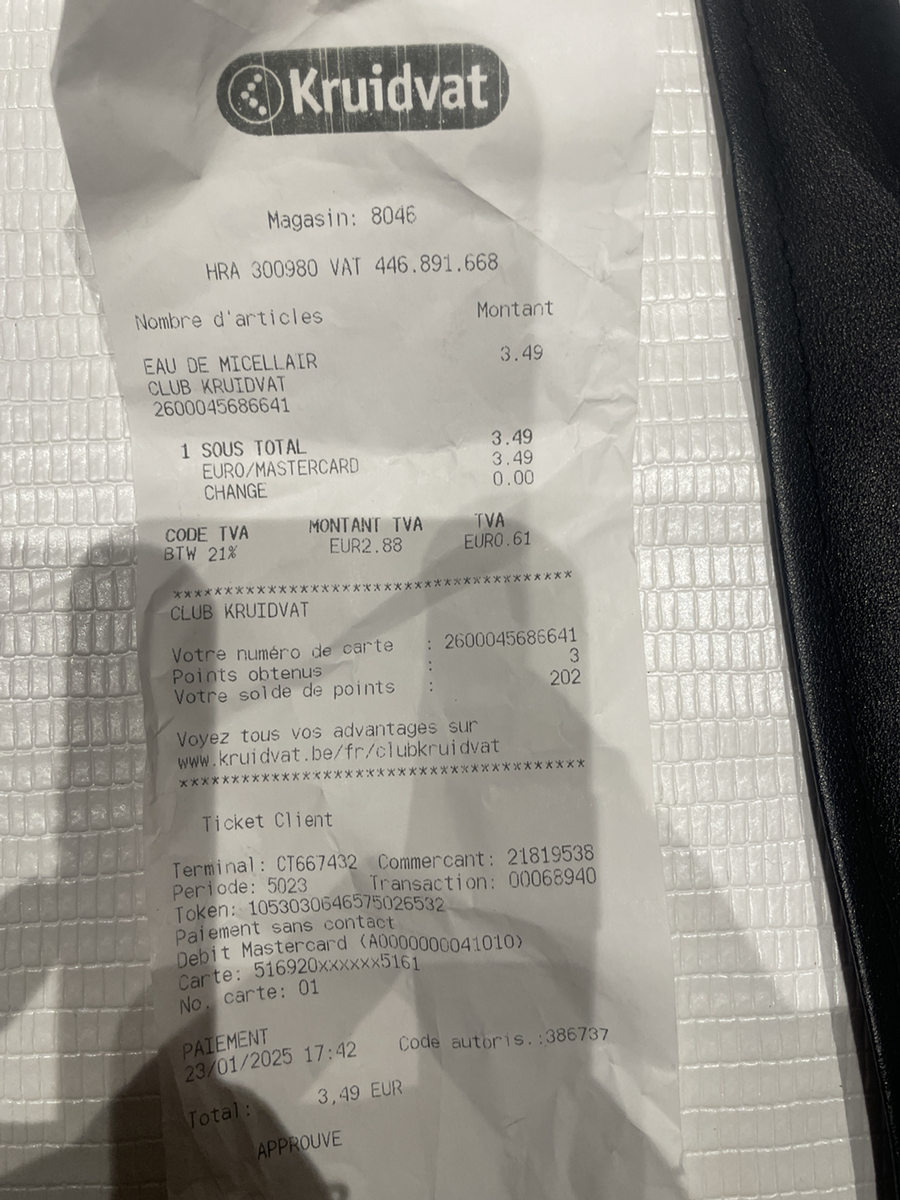 Kruidvat
Magasin: 8046
HRA 300980 VAT 446.891.668
Nombre d'articles Montant
EAU DE MICELLAIR 3.49
CLUB KRUIDVAT
2600045686641
1 SOUS TOTAL 3.49
EURO/MASTERCARD 3.49
CHANGE 0.00
CODE TVA MONTANT TVA TVA
BTW 21% EUR2.88 EUR0.61
****************************************
CLUB KRUIDVAT
Votre numéro de carte : 2600045686641
Points obtenus : 3
Votre solde de points : 202
Voyez tous vos advantages sur
www.kruidvat.be/fr/clubkruidvat
****************************************
Ticket Client
Terminal: CT667432 Commercant: 21819538
Periode: 5023 Transaction: 00068940
Token: 1053030646575026532
Paiement sans contact
Debit Mastercard (A0000000041010)
Carte: 516920xxxxxx5161
No. carte: 01
PAIEMENT
23/01/2025 17:42 Code autoris.:386737
Total: 3,49 EUR
APPROUVE